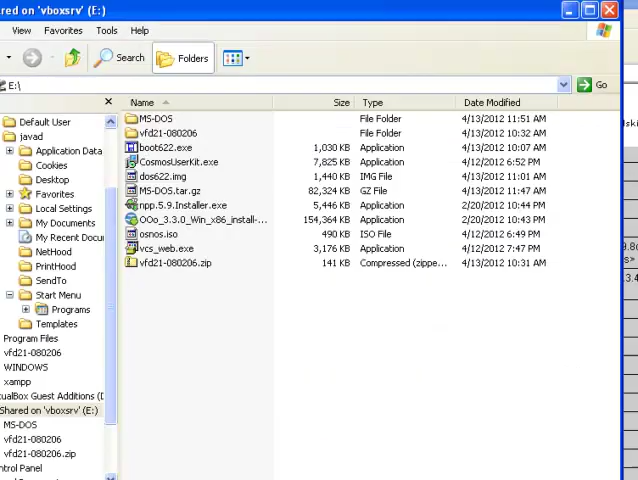 ared on 'vboxsrv' (E:)
View Favorites Tools Help
Search Folders
E:\ Go
Name Size Type Date Modified
MS-DOS File Folder 4/13/2012 11:51 AM
vfd21-080206 File Folder 4/13/2012 10:32 AM
boot622.exe 1,030 KB Application 4/13/2012 10:07 AM
CosmosUserKit.exe 7,825 KB Application 4/12/2012 6:52 PM
dos622.img 1,440 KB IMG File 4/13/2012 11:01 AM
MS-DOS.tar.gz 82,324 KB GZ File 4/13/2012 11:47 AM
npp.5.9.Installer.exe 5,446 KB Application 2/20/2012 10:44 PM
OOo_3.3.0_Win_x86_install-... 154,364 KB Application 2/20/2012 10:43 PM
osnos.iso 490 KB ISO File 4/12/2012 6:49 PM
vcs_web.exe 3,176 KB Application 4/12/2012 7:47 PM
vfd21-080206.zip 141 KB Compressed (zippe... 4/13/2012 10:31 AM
Default User
javad
Application Data
Cookies
Desktop
Favorites
Local Settings
My Documents
My Recent Docu
NetHood
PrintHood
SendTo
Start Menu
Programs
Templates
Program Files
vfd21-080206
WINDOWS
xampp
tualBox Guest Additions (D
Shared on 'vboxsrv' (E:)
MS-DOS
vfd21-080206
vfd21-080206.zip
ntrol Panel